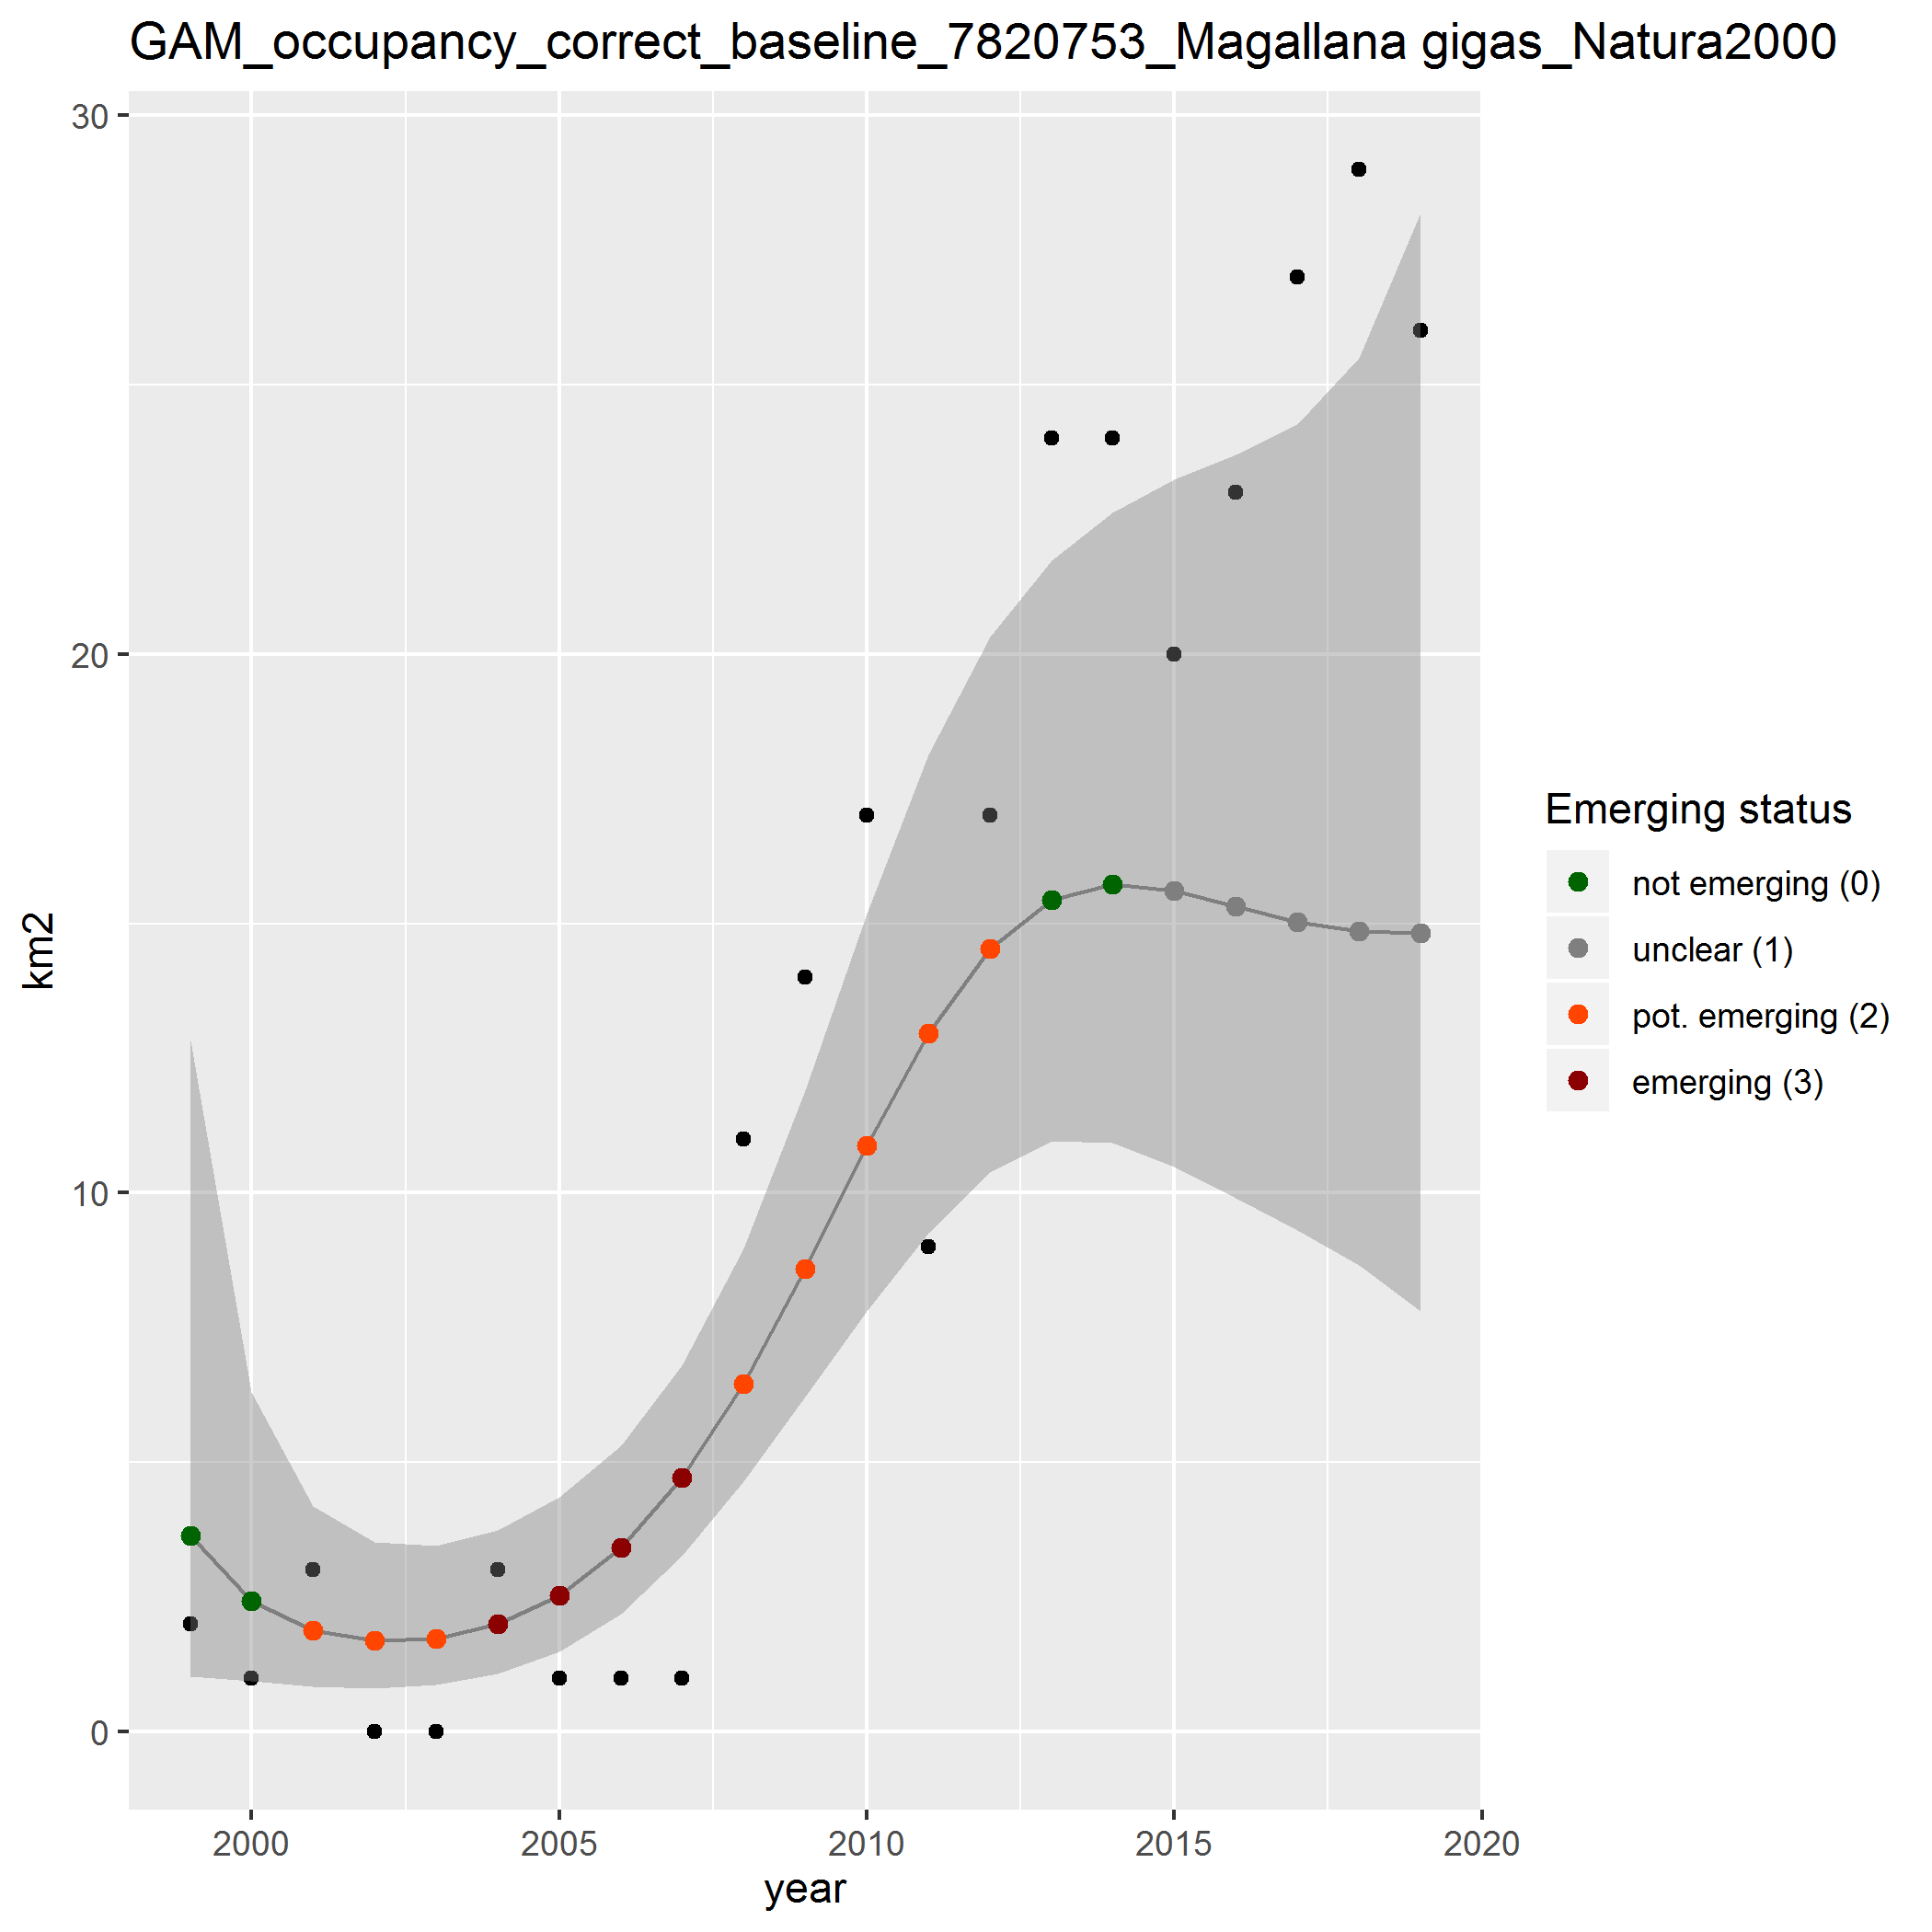 GAM_occupancy_correct_baseline_7820753_Magallana gigas_Natura2000
30
20
10
0
km2
2000
2005
2010
2015
2020
year
Emerging status
not emerging (0)
unclear (1)
pot. emerging (2)
emerging (3)